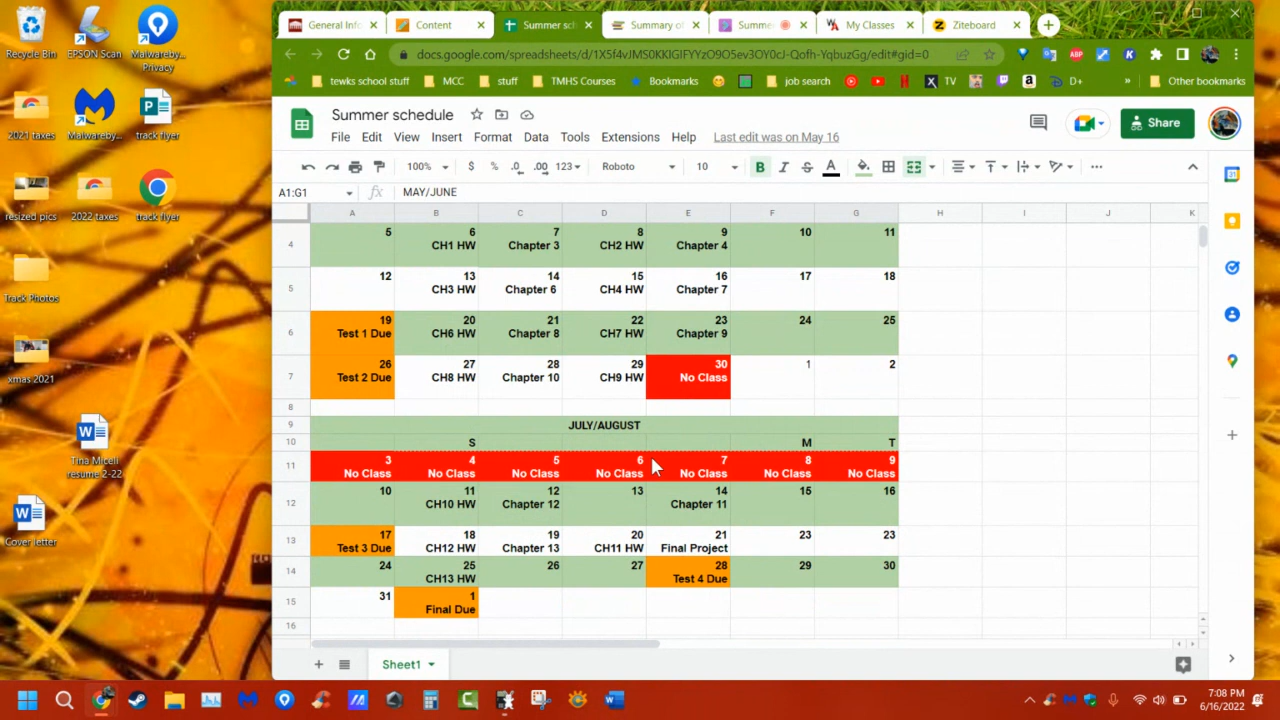 Recycle Bin
EPSON Scan
Malwareby...
Privacy
2021 taxes
Malwareby...
track flyer
resized pics
2022 taxes
track flyer
Track Photos
xmas 2021
Tina Miceli
resume 2-22
Cover letter
General Info
Content
Summer sch
Summary of
Summe
My Classes
Ziteboard
docs.google.com/spreadsheets/d/1X5f4vJMS0KKIGIFYYzO9O5ev3OY0cJ-Qofh-YqbuzGg/edit#gid=0
tewks school stuff
MCC
stuff
TMHS Courses
Bookmarks
job search
TV
D+
»
Other bookmarks
Summer schedule
File Edit View Insert Format Data Tools Extensions Help Last edit was on May 16
Share
100% $ % .0 .00 123 Roboto 10 B I S A
A1:G1 fx MAY/JUNE
A B C D E F G H I J K
4 5 6 7 8 9 10 11
CH1 HW Chapter 3 CH2 HW Chapter 4
5 12 13 14 15 16 17 18
CH3 HW Chapter 6 CH4 HW Chapter 7
6 19 20 21 22 23 24 25
Test 1 Due CH6 HW Chapter 8 CH7 HW Chapter 9
7 26 27 28 29 30 1 2
Test 2 Due CH8 HW Chapter 10 CH9 HW No Class
8
9 JULY/AUGUST
10 S M T
11 3 4 5 6 7 8 9
No Class No Class No Class No Class No Class No Class No Class
12 10 11 12 13 14 15 16
CH10 HW Chapter 12 Chapter 11
13 17 18 19 20 21 23 23
Test 3 Due CH12 HW Chapter 13 CH11 HW Final Project
14 24 25 26 27 28 29 30
CH13 HW Test 4 Due
15 31 1
Final Due
16
Sheet1
7:08 PM
6/16/2022